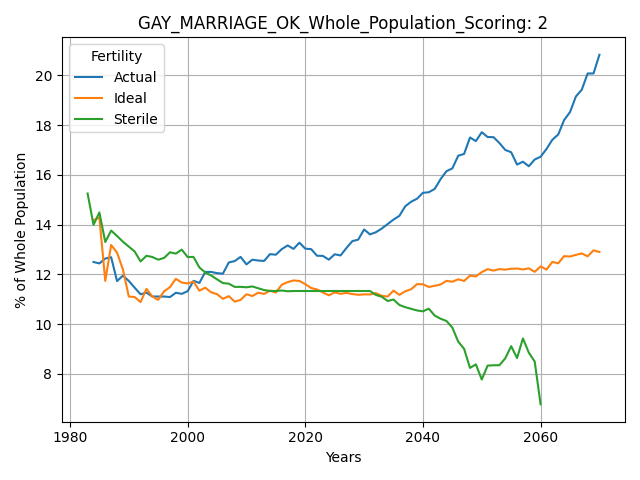 GAY_MARRIAGE_OK_Whole_Population_Scoring: 2
Fertility
Actual
Ideal
Sterile
% of Whole Population
20
18
16
14
12
10
8
1980
2000
2020
2040
2060
Years